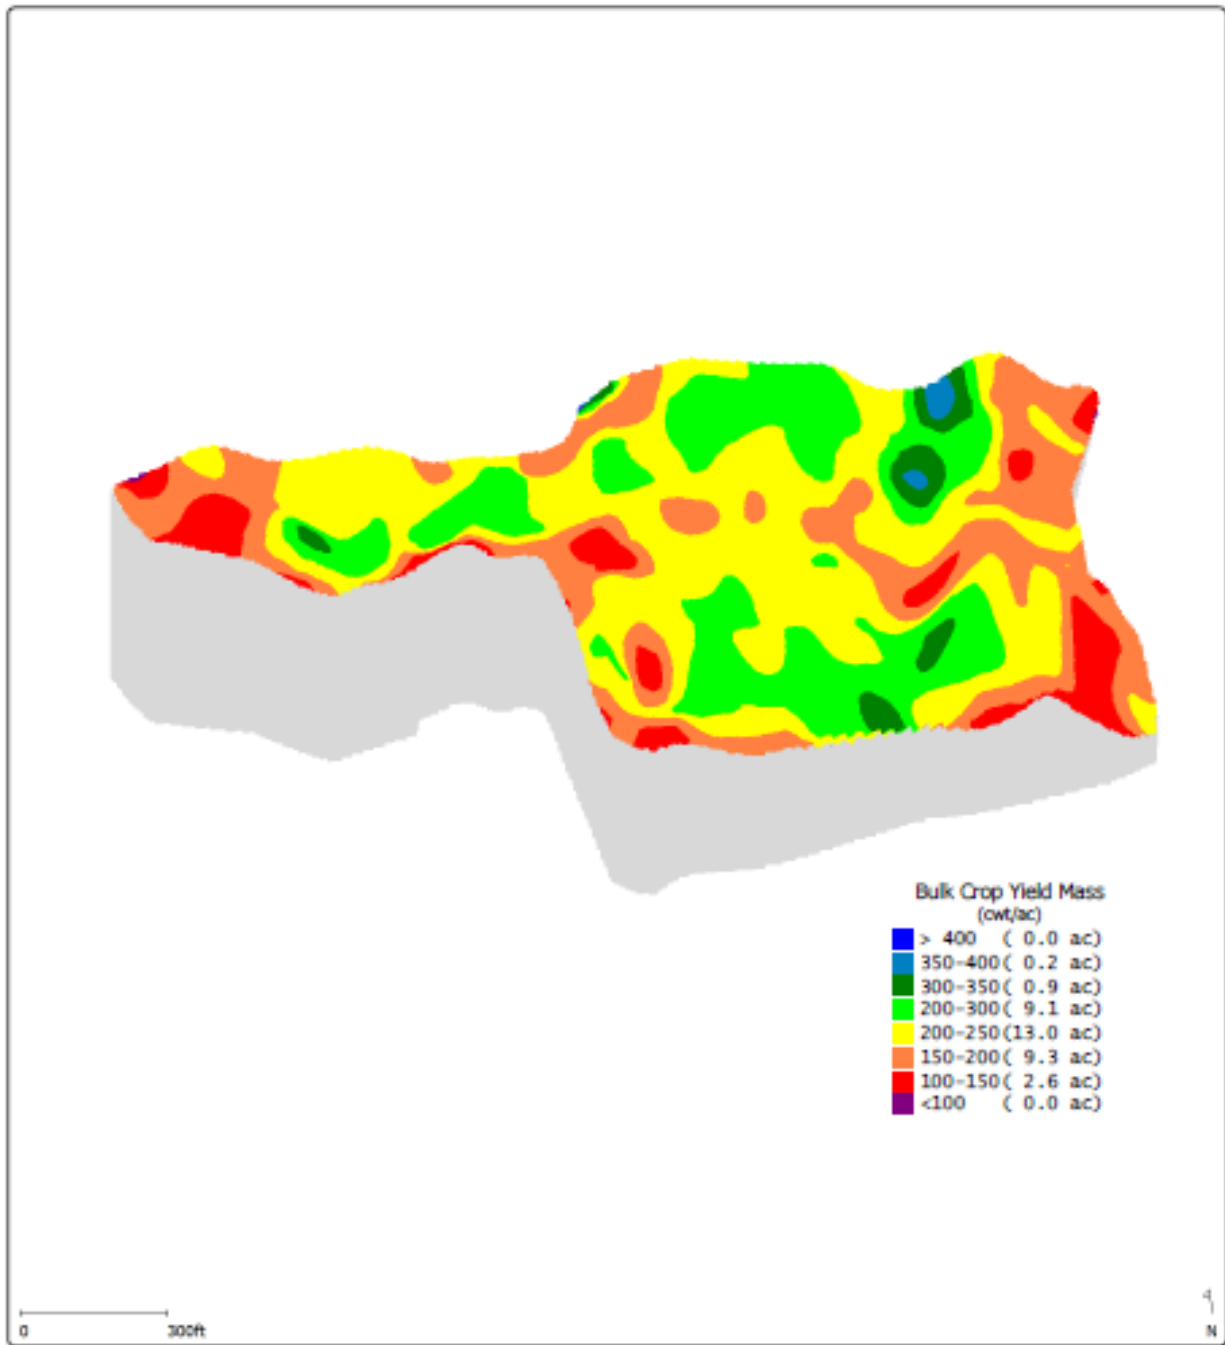 Bulk Crop Yield Mass
(cwt/ac)
> 400 ( 0.0 ac)
350-400( 0.2 ac)
300-350( 0.9 ac)
200-300( 9.1 ac)
200-250(13.0 ac)
150-200( 9.3 ac)
100-150( 2.6 ac)
<100 ( 0.0 ac)
0 300ft
N